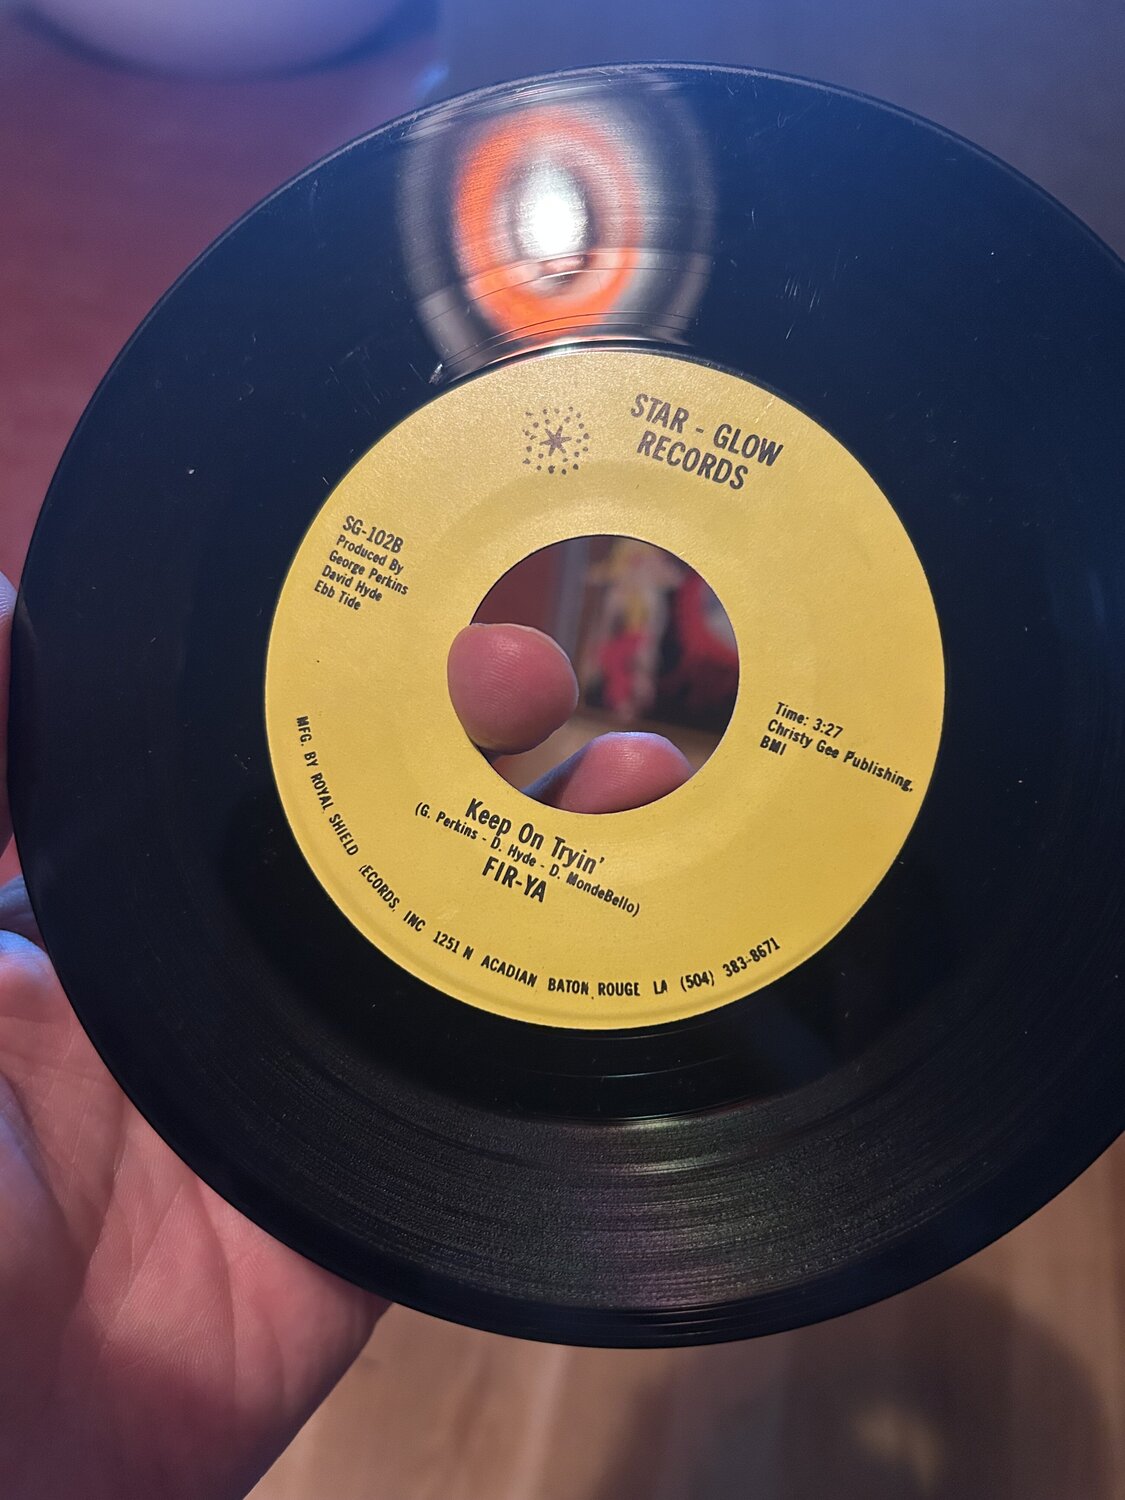 STAR - GLOW
RECORDS
SG-102B
Produced By
George Perkins
David Hyde
Ebb Tide
Time: 3:27
Christy Gee Publishing,
BMI
Keep On Tryin'
(G. Perkins - D. Hyde - D. MondeBello)
FIR-YA
MFG. BY ROYAL SHIELD ECORDS, INC 1251 N ACADIAN BATON ROUGE LA (504) 383-8671